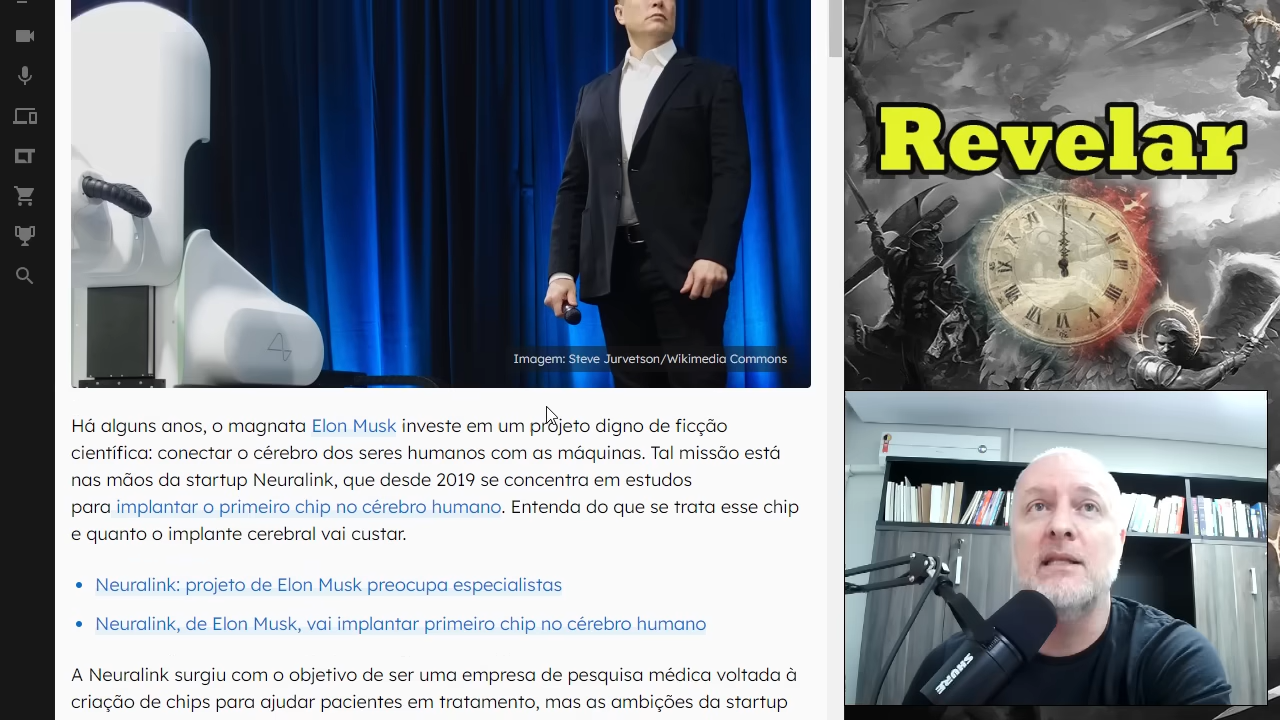 Imagem: Steve Jurvetson/Wikimedia Commons
Há alguns anos, o magnata Elon Musk investe em um projeto digno de ficção
científica: conectar o cérebro dos seres humanos com as máquinas. Tal missão está
nas mãos da startup Neuralink, que desde 2019 se concentra em estudos
para implantar o primeiro chip no cérebro humano. Entenda do que se trata esse chip
e quanto o implante cerebral vai custar.
Neuralink: projeto de Elon Musk preocupa especialistas
Neuralink, de Elon Musk, vai implantar primeiro chip no cérebro humano
A Neuralink surgiu com o objetivo de ser uma empresa de pesquisa médica voltada à
criação de chips para ajudar pacientes em tratamento, mas as ambições da startup
Revelar
SHURE